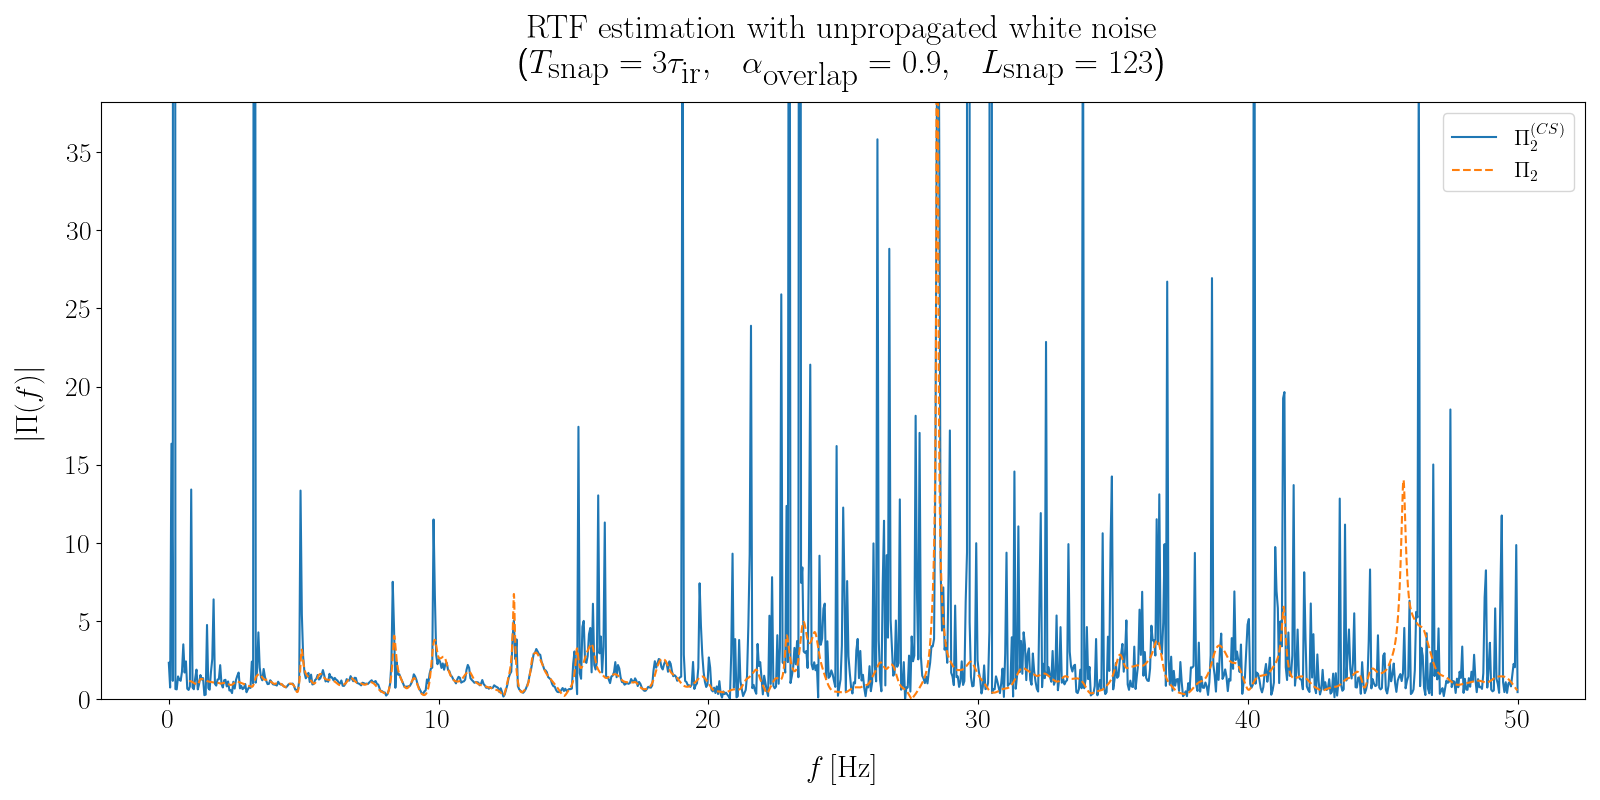 RTF estimation with unpropagated white noise
(T_snap = 3τ_ir, α_overlap = 0.9, L_snap = 123)
Π_2^(CS)
Π_2
|Π(f)|
35
30
25
20
15
10
5
0
0 10 20 30 40 50
f [Hz]